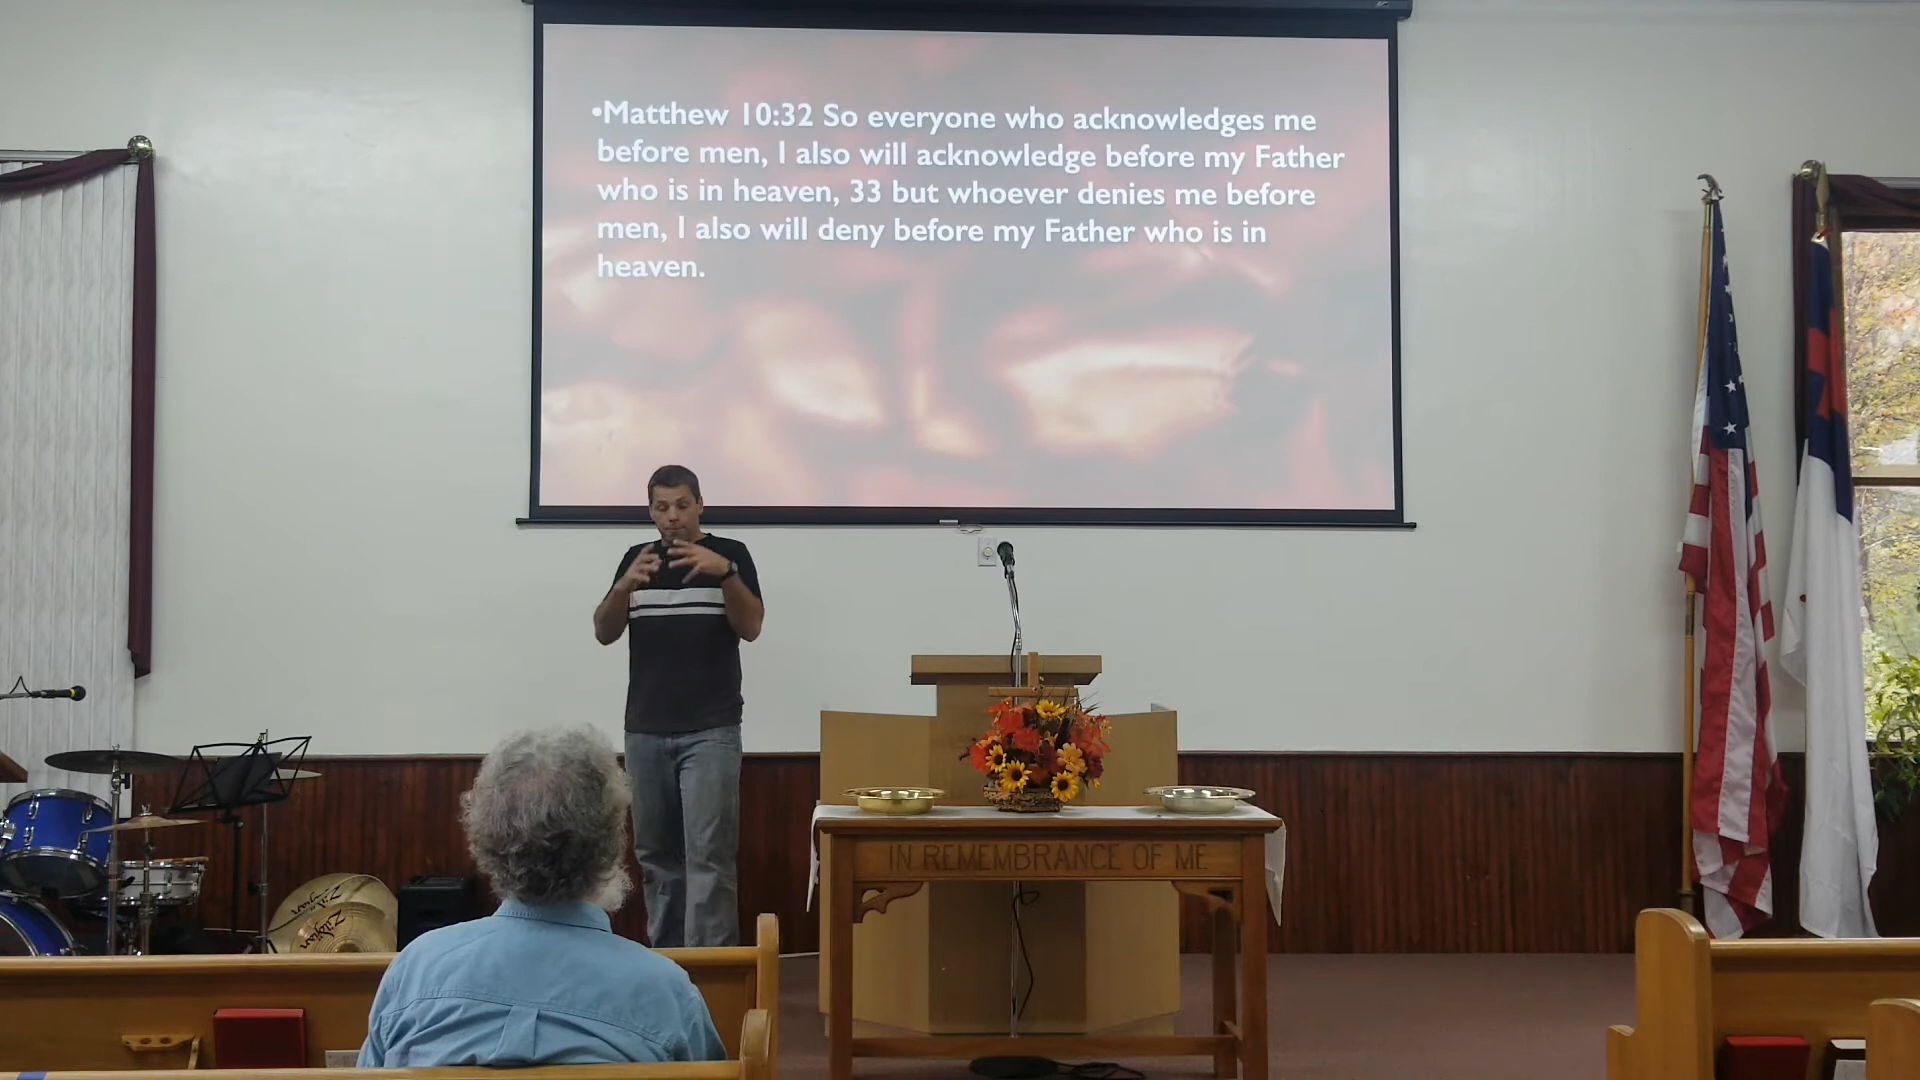 •Matthew 10:32 So everyone who acknowledges me
before men, I also will acknowledge before my Father
who is in heaven, 33 but whoever denies me before
men, I also will deny before my Father who is in
heaven.
IN REMEMBRANCE OF ME
Zildjian
Zildjian